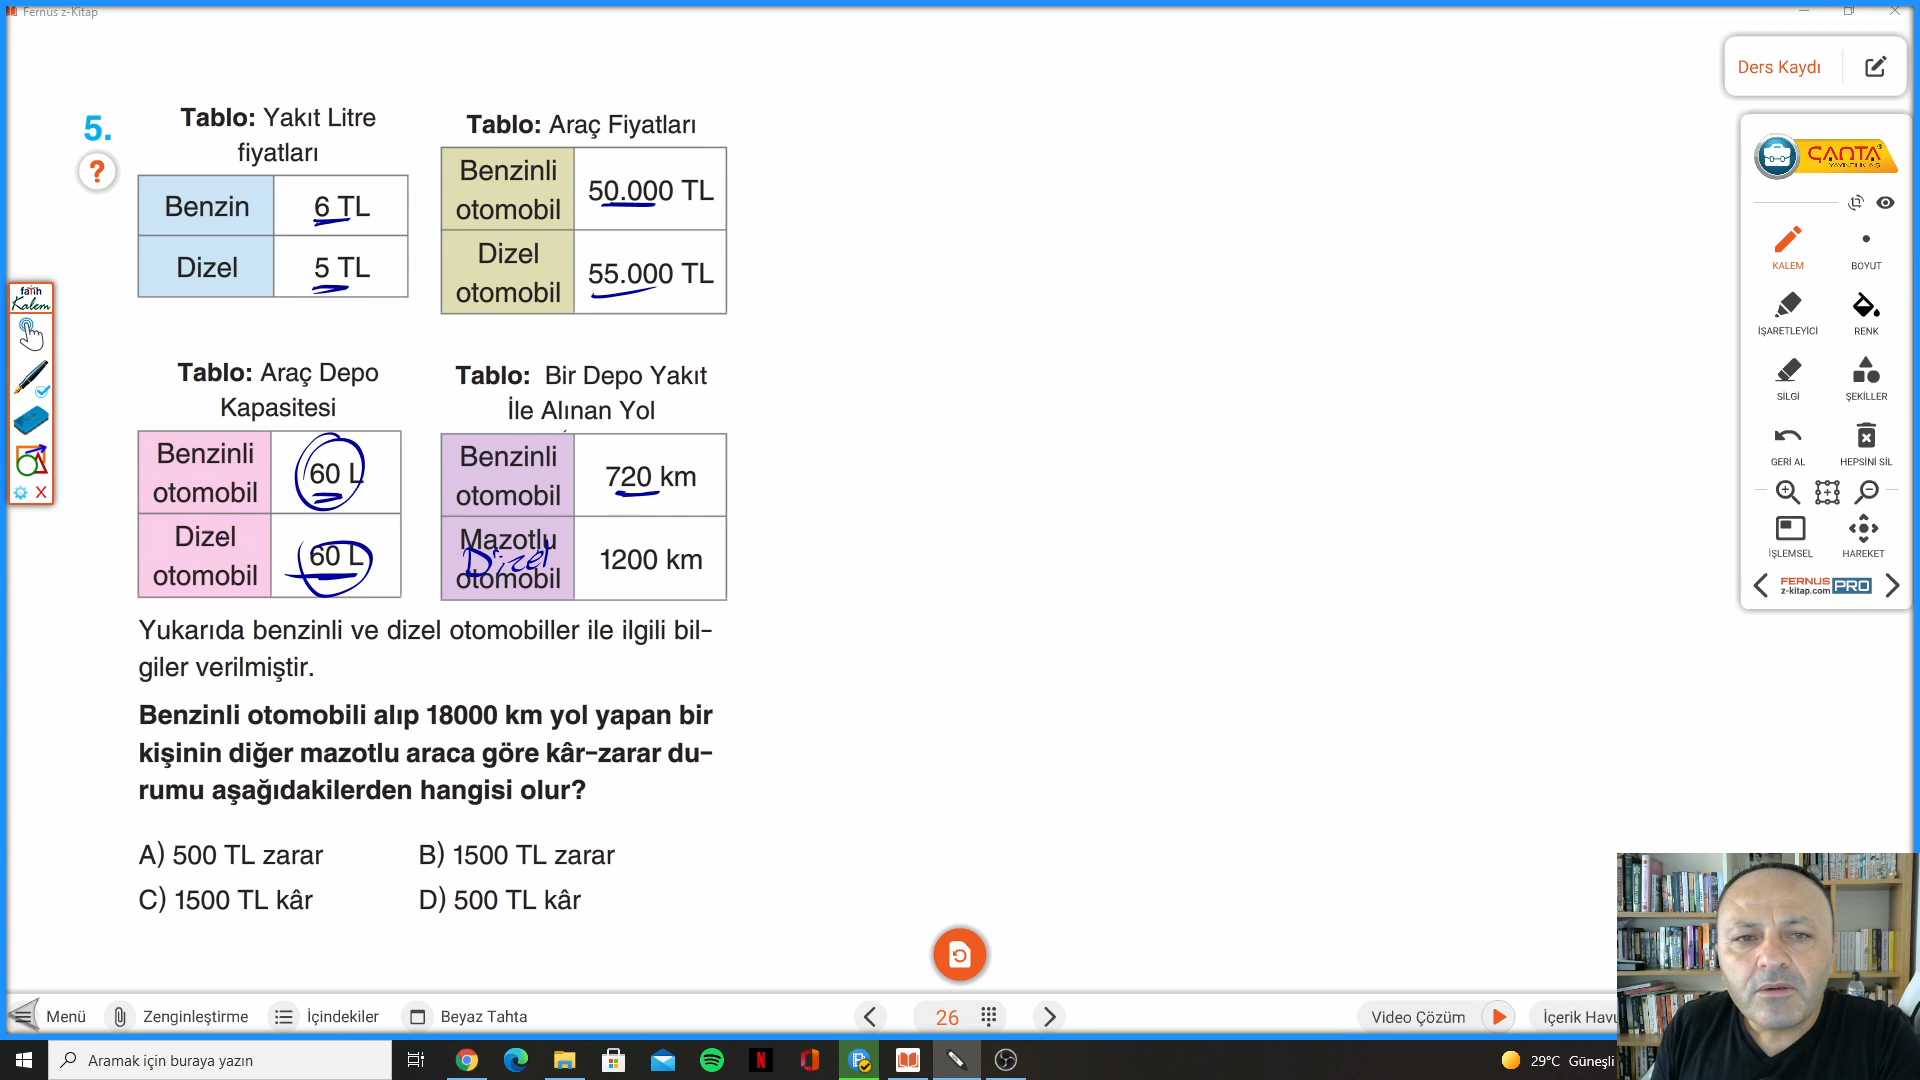 Fernus z-Kitap
Ders Kaydı
5.
?
Tablo: Yakıt Litre
fiyatları
Benzin 6 TL
Dizel 5 TL
Tablo: Araç Fiyatları
Benzinli
otomobil
50.000 TL
Dizel
otomobil
55.000 TL
Tablo: Araç Depo
Kapasitesi
Benzinli
otomobil
60 L
Dizel
otomobil
60 L
Tablo: Bir Depo Yakıt
İle Alınan Yol
Benzinli
otomobil
720 km
Mazotlu
Dizel
otomobil
1200 km
Yukarıda benzinli ve dizel otomobiller ile ilgili bil-
giler verilmiştir.
Benzinli otomobili alıp 18000 km yol yapan bir
kişinin diğer mazotlu araca göre kâr-zarar du-
rumu aşağıdakilerden hangisi olur?
A) 500 TL zarar B) 1500 TL zarar
C) 1500 TL kâr D) 500 TL kâr
fatih
Kalem
ÇANTA
YAYINCILIK AŞ
KALEM BOYUT
İŞARETLEYİCİ RENK
SİLGİ ŞEKİLLER
GERİ AL HEPSİNİ SİL
İŞLEMSEL HAREKET
FERNUS
z-kitap.com PRO
Menü Zenginleştirme İçindekiler Beyaz Tahta 26 Video Çözüm İçerik Havu
Aramak için buraya yazın 29°C Güneşli